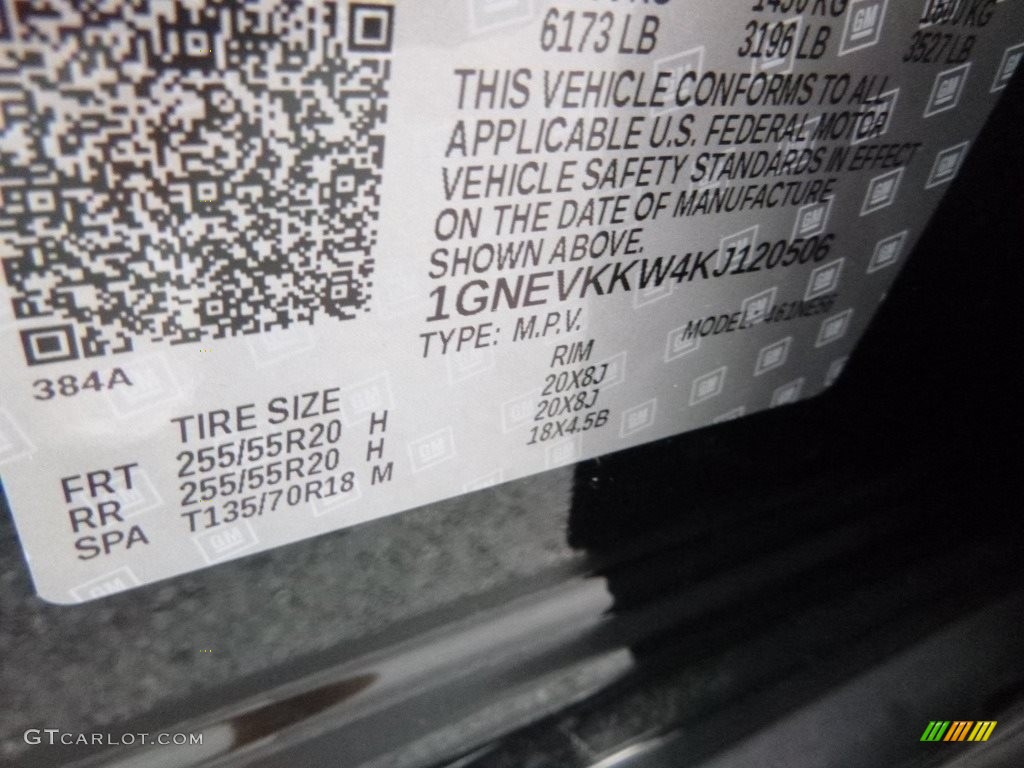 6173 LB 3196 LB 3527 LB
THIS VEHICLE CONFORMS TO ALL
APPLICABLE U.S. FEDERAL MOTOR
VEHICLE SAFETY STANDARDS IN EFFECT
ON THE DATE OF MANUFACTURE
SHOWN ABOVE.
1GNEVKKW4KJ120506
TYPE: M.P.V. MODEL:
384A
TIRE SIZE RIM
FRT 255/55R20 H 20X8J
RR 255/55R20 H 20X8J
SPA T135/70R18 M 18X4.5B
GTCARLOT.COM